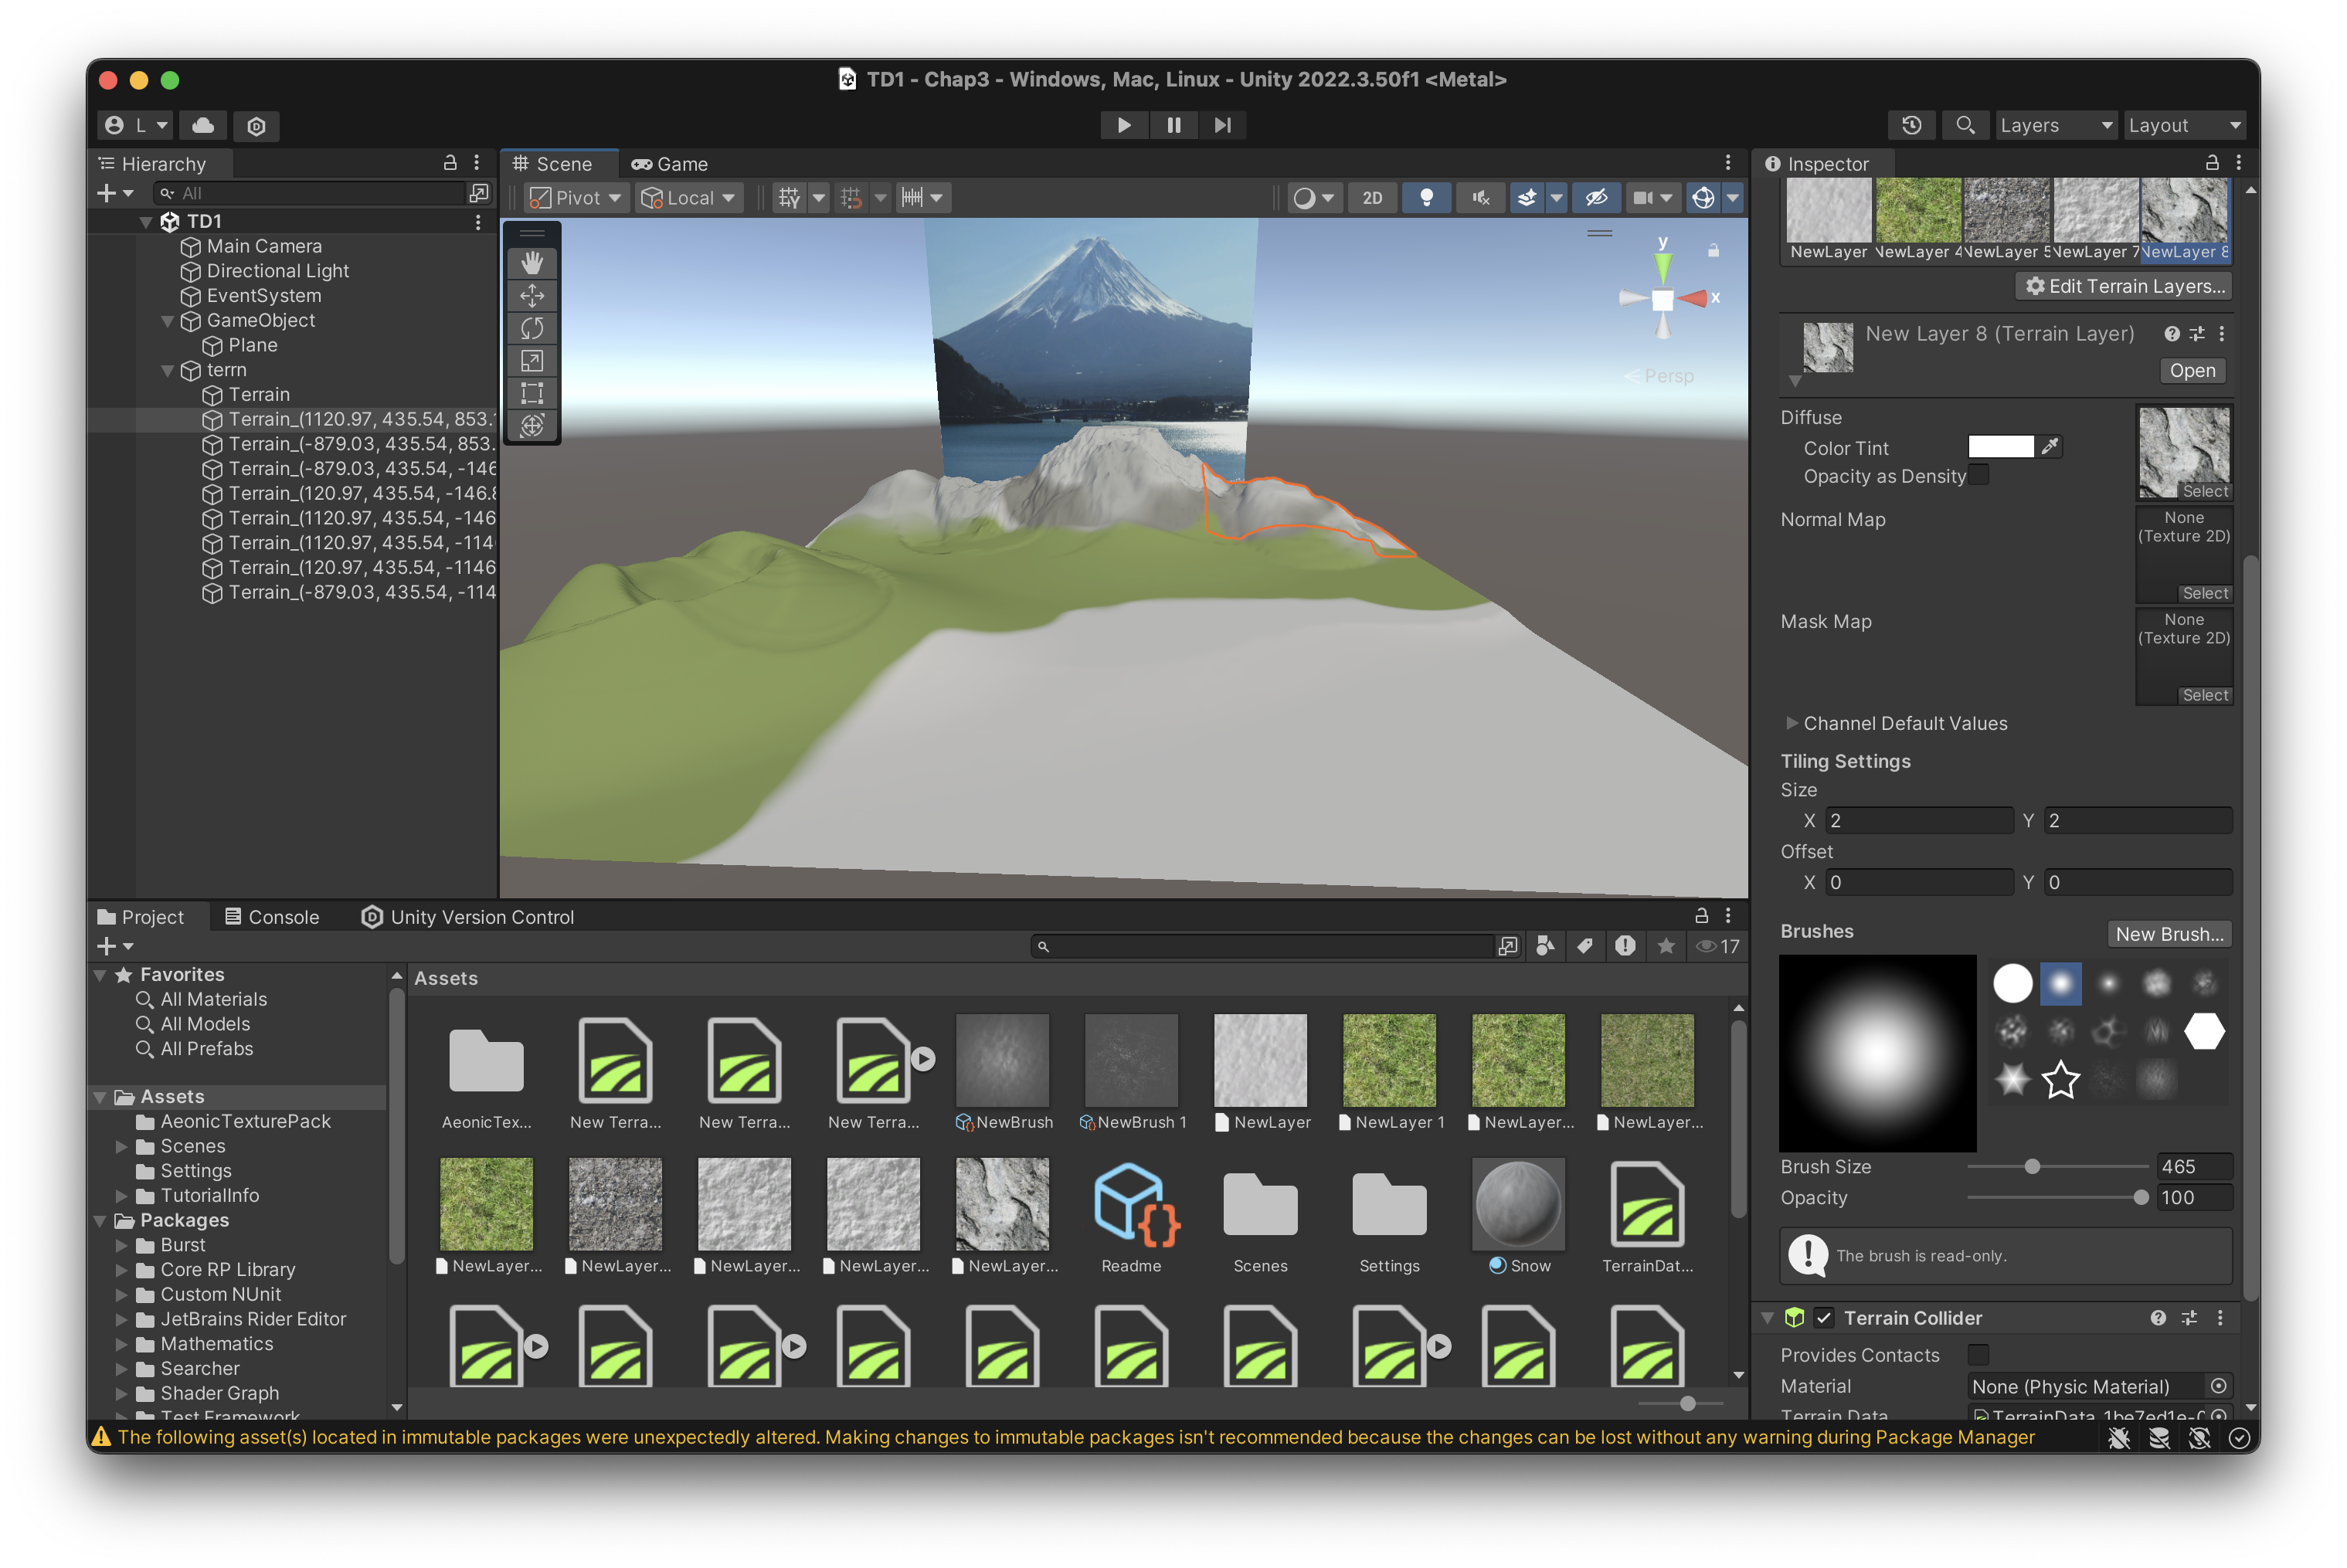 TD1 - Chap3 - Windows, Mac, Linux - Unity 2022.3.50f1 <Metal>
L
Layers
Layout
Hierarchy
All
TD1
Main Camera
Directional Light
EventSystem
GameObject
Plane
terrn
Terrain
Terrain_(1120.97, 435.54, 853.
Terrain_(-879.03, 435.54, 853.
Terrain_(-879.03, 435.54, -146
Terrain_(120.97, 435.54, -146.8
Terrain_(1120.97, 435.54, -146
Terrain_(1120.97, 435.54, -114
Terrain_(120.97, 435.54, -1146
Terrain_(-879.03, 435.54, -114
Scene
Game
Pivot
Local
2D
y
x
Persp
Inspector
NewLayer
NewLayer 4
NewLayer 5
NewLayer 7
NewLayer 8
Edit Terrain Layers...
New Layer 8 (Terrain Layer)
Open
Diffuse
Color Tint
Opacity as Density
Select
Normal Map
None
(Texture 2D)
Select
Mask Map
None
(Texture 2D)
Select
Channel Default Values
Tiling Settings
Size
X 2 Y 2
Offset
X 0 Y 0
Brushes
New Brush...
Brush Size 465
Opacity 100
The brush is read-only.
Terrain Collider
Provides Contacts
Material None (Physic Material)
Terrain Data TerrainData_1be7ed1e-
Project
Console
Unity Version Control
17
Favorites
All Materials
All Models
All Prefabs
Assets
AeonicTexturePack
Scenes
Settings
TutorialInfo
Packages
Burst
Core RP Library
Custom NUnit
JetBrains Rider Editor
Mathematics
Searcher
Shader Graph
Test Framework
Assets
AeonicTex...
New Terra...
New Terra...
New Terra...
NewBrush
NewBrush 1
NewLayer
NewLayer 1
NewLayer...
NewLayer...
NewLayer...
NewLayer...
NewLayer...
NewLayer...
NewLayer...
Readme
Scenes
Settings
Snow
TerrainDat...
The following asset(s) located in immutable packages were unexpectedly altered. Making changes to immutable packages isn't recommended because the changes can be lost without any warning during Package Manager